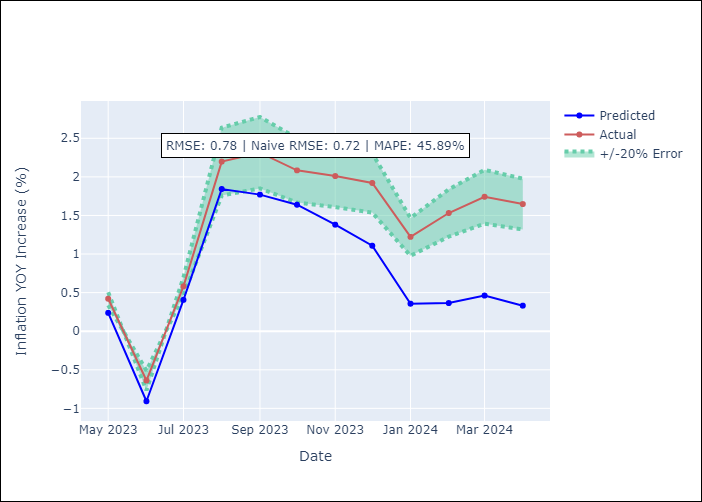 RMSE: 0.78 | Naive RMSE: 0.72 | MAPE: 45.89%
Predicted
Actual
+/-20% Error
Inflation YOY Increase (%)
2.5
2
1.5
1
0.5
0
−0.5
−1
May 2023
Jul 2023
Sep 2023
Nov 2023
Jan 2024
Mar 2024
Date